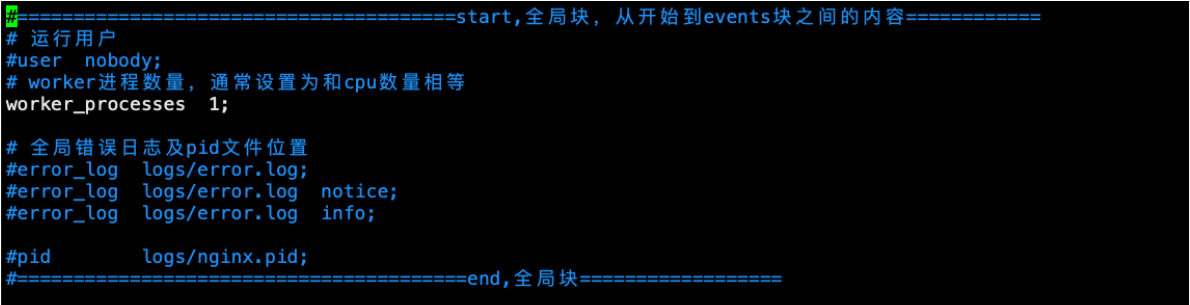 #=======================================start,全局块，从开始到events块之间的内容============
# 运行用户
#user  nobody;
# worker进程数量，通常设置为和cpu数量相等
worker_processes  1;
# 全局错误日志及pid文件位置
#error_log  logs/error.log;
#error_log  logs/error.log  notice;
#error_log  logs/error.log  info;
#pid        logs/nginx.pid;
#========================================end,全局块==================